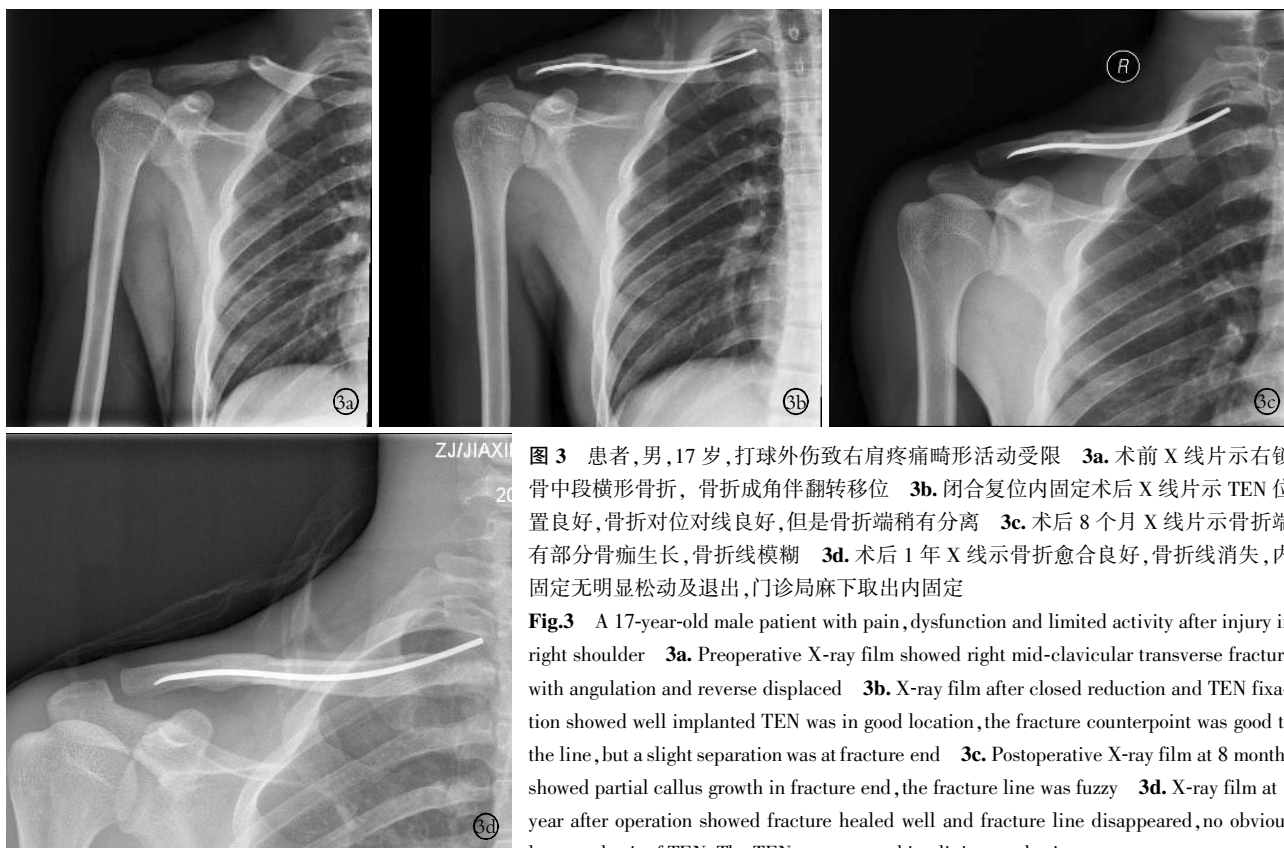 3a
3b
R
3c
ZJ/JIAXI
20
3d
图 3 患者,男,17 岁,打球外伤致右肩疼痛畸形活动受限 3a. 术前 X 线片示右锁
骨中段横形骨折, 骨折成角伴翻转移位 3b. 闭合复位内固定术后 X 线片示 TEN 位
置良好,骨折对位对线良好,但是骨折端稍有分离 3c. 术后 8 个月 X 线片示骨折端
有部分骨痂生长,骨折线模糊 3d. 术后 1 年 X 线示骨折愈合良好,骨折线消失,内
固定无明显松动及退出,门诊局麻下取出内固定
Fig.3 A 17-year-old male patient with pain,dysfunction and limited activity after injury i
right shoulder 3a. Preoperative X-ray film showed right mid-clavicular transverse fractur
with angulation and reverse displaced 3b. X-ray film after closed reduction and TEN fixa-
tion showed well implanted TEN was in good location,the fracture counterpoint was good t
the line,but a slight separation was at fracture end 3c. Postoperative X-ray film at 8 month
showed partial callus growth in fracture end,the fracture line was fuzzy 3d. X-ray film at
year after operation showed fracture healed well and fracture line disappeared,no obviou